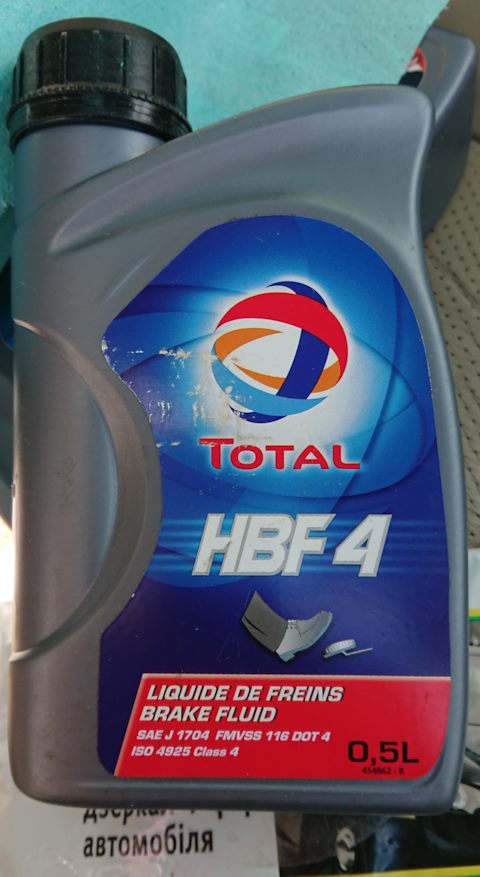 TOTAL
HBF 4
LIQUIDE DE FREINS
BRAKE FLUID
SAE J 1704 FMVSS 116 DOT 4
ISO 4925 Class 4
0,5L
454862 - R
автомобіля